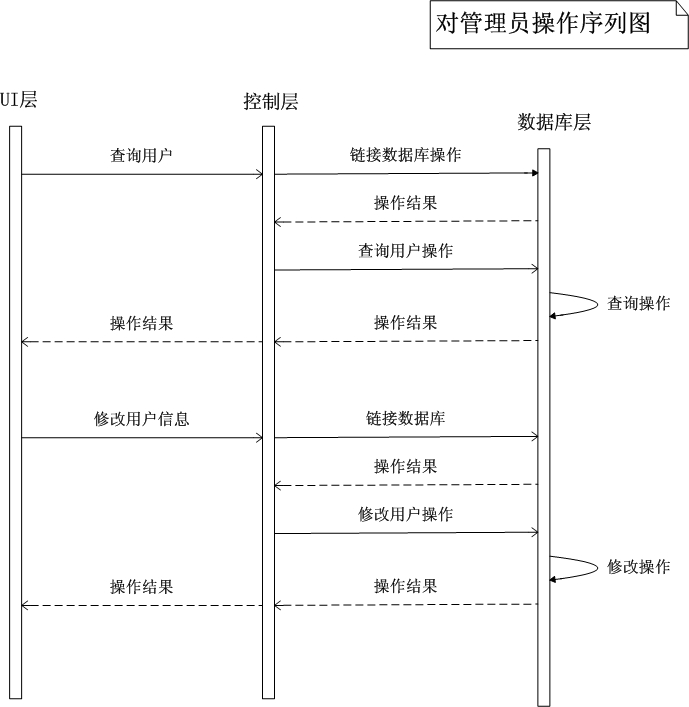 对管理员操作序列图
UI层
控制层
数据库层
查询用户
链接数据库操作
操作结果
查询用户操作
查询操作
操作结果
操作结果
修改用户信息
链接数据库
操作结果
修改用户操作
修改操作
操作结果
操作结果